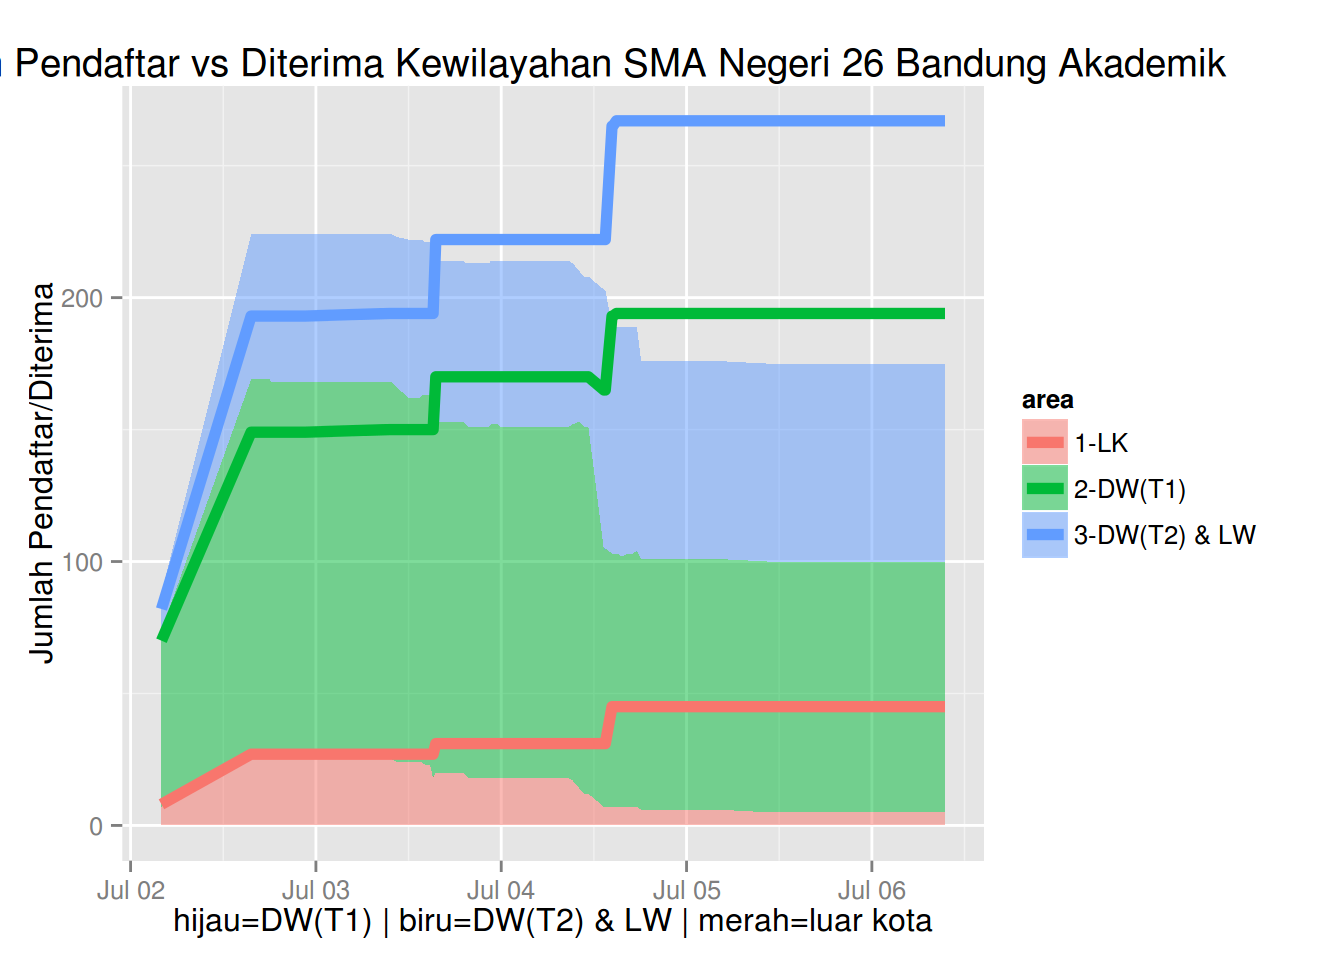 Pendaftar vs Diterima Kewilayahan SMA Negeri 26 Bandung Akademik
Jumlah Pendaftar/Diterima
200
100
0
Jul 02
Jul 03
Jul 04
Jul 05
Jul 06
hijau=DW(T1) | biru=DW(T2) & LW | merah=luar kota
area
1-LK
2-DW(T1)
3-DW(T2) & LW